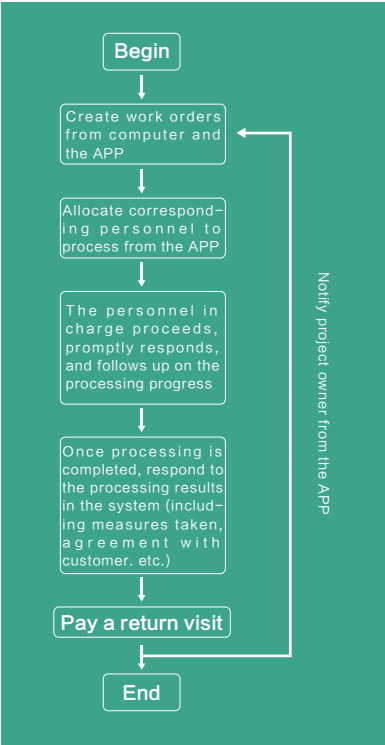 Begin
Create work orders
from computer and
the APP
Allocate correspond-
ing personnel to
process from the APP
The personnel in
charge proceeds,
promptly responds,
and follows up on the
processing progress
Once processing is
completed, respond to
the processing results
in the system (includ-
ing measures taken,
agreement with
customer. etc.)
Pay a return visit
End
Notify project owner from the APP